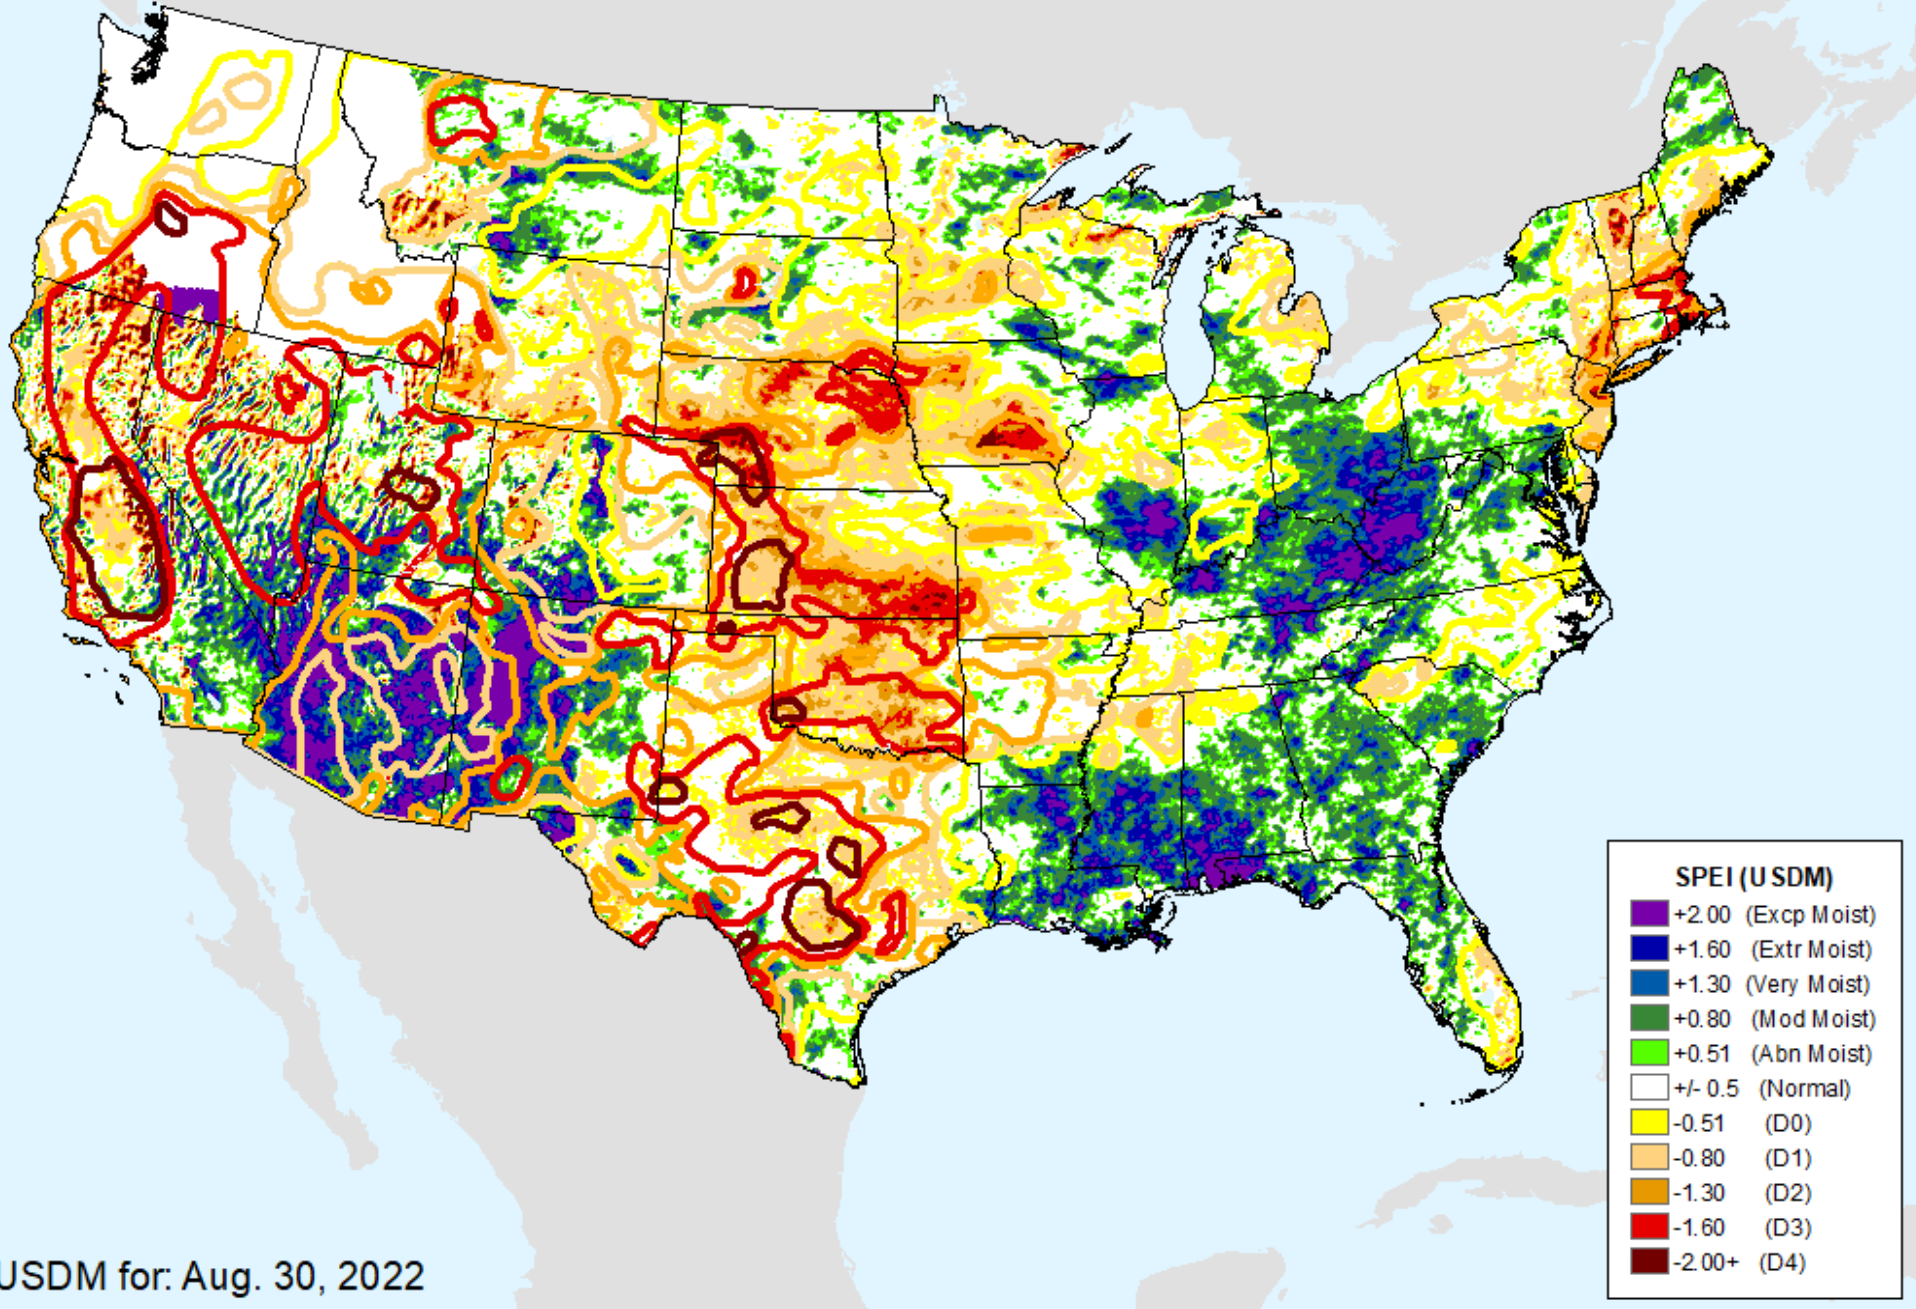 SPEI (USDM)
+2.00 (Excp Moist)
+1.60 (Extr Moist)
+1.30 (Very Moist)
+0.80 (Mod Moist)
+0.51 (Abn Moist)
+/- 0.5 (Normal)
-0.51 (D0)
-0.80 (D1)
-1.30 (D2)
-1.60 (D3)
-2.00+ (D4)
USDM for: Aug. 30, 2022